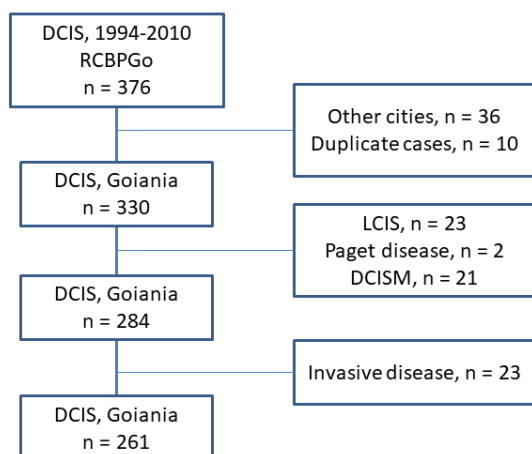 DCIS, 1994-2010
RCBPGo
n = 376
Other cities, n = 36
Duplicate cases, n = 10
DCIS, Goiania
n = 330
LCIS, n = 23
Paget disease, n = 2
DCISM, n = 21
DCIS, Goiania
n = 284
Invasive disease, n = 23
DCIS, Goiania
n = 261